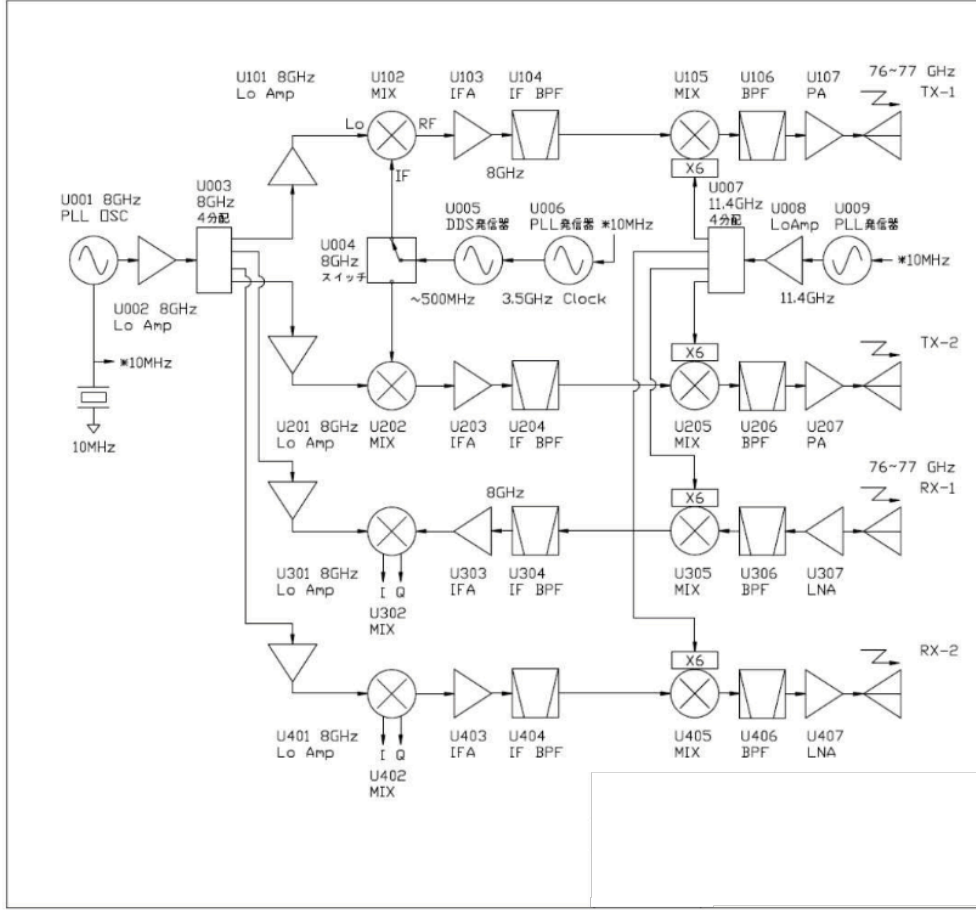 U101 8GHz
Lo Amp
U102
MIX
U103
IFA
U104
IF BPF
U105
MIX
U106
BPF
U107
PA
76~77 GHz
TX-1
Lo
RF
IF
8GHz
X6
U001 8GHz
PLL OSC
U003
8GHz
4分配
U002 8GHz
Lo Amp
U004
8GHz
スイッチ
U005
DDS発信器
U006
PLL発信器
*10MHz
~500MHz
3.5GHz Clock
U007
11.4GHz
4分配
U008
LoAmp
U009
PLL発信器
*10MHz
11.4GHz
*10MHz
10MHz
X6
TX-2
U201 8GHz
Lo Amp
U202
MIX
U203
IFA
U204
IF BPF
U205
MIX
U206
BPF
U207
PA
76~77 GHz
RX-1
8GHz
X6
U301 8GHz
Lo Amp
I Q
U302
MIX
U303
IFA
U304
IF BPF
U305
MIX
U306
BPF
U307
LNA
X6
RX-2
U401 8GHz
Lo Amp
I Q
U402
MIX
U403
IFA
U404
IF BPF
U405
MIX
U406
BPF
U407
LNA